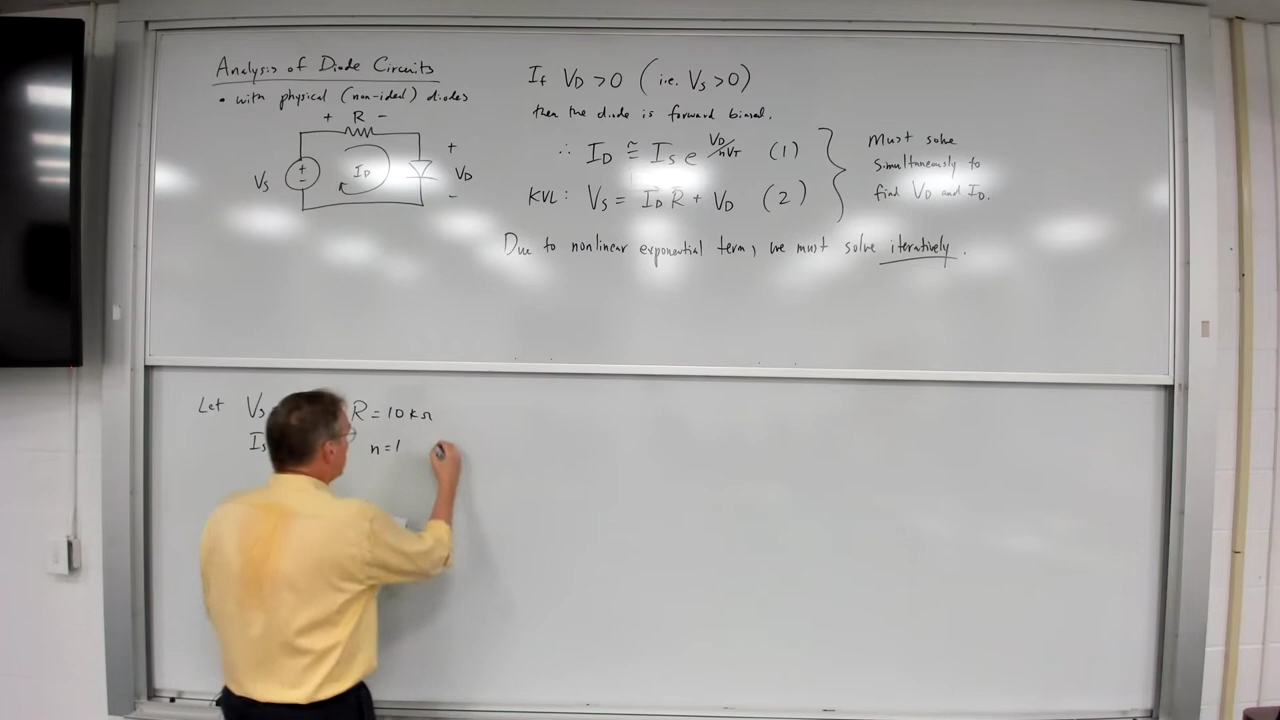 Analysis of Diode Circuits
• with physical (non-ideal) diodes
+ R -
Vs
+
-
ID
+
VD
-
If VD > 0 (i.e. Vs > 0)
then the diode is forward biased.
∴ ID ≅ Is e^(VD/nVT) (1)
KVL: Vs = ID R + VD (2)
Must solve
simultaneously to
find VD and ID.
Due to nonlinear exponential term, we must solve iteratively.
Let Vs R = 10 kΩ
Is n = 1